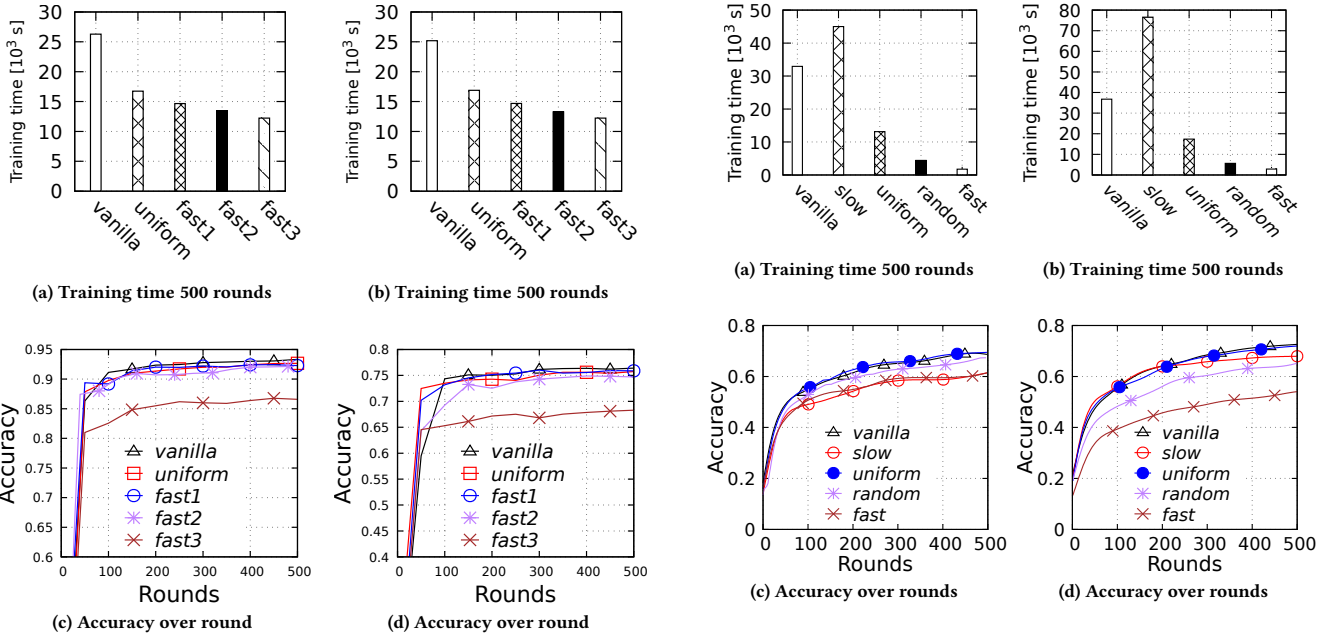 Training time [10³ s]
30
25
20
15
10
5
0
vanilla
uniform
fast1
fast2
fast3
(a) Training time 500 rounds
Training time [10³ s]
30
25
20
15
10
5
0
vanilla
uniform
fast1
fast2
fast3
(b) Training time 500 rounds
Training time [10³ s]
50
40
30
20
10
0
vanilla
slow
uniform
random
fast
(a) Training time 500 rounds
Training time [10³ s]
80
70
60
50
40
30
20
10
0
vanilla
slow
uniform
random
fast
(b) Training time 500 rounds
Accuracy
0.95
0.9
0.85
0.8
0.75
0.7
0.65
0.6
vanilla
uniform
fast1
fast2
fast3
0 100 200 300 400 500
Rounds
(c) Accuracy over round
Accuracy
0.8
0.75
0.7
0.65
0.6
0.55
0.5
0.45
0.4
vanilla
uniform
fast1
fast2
fast3
0 100 200 300 400 500
Rounds
(d) Accuracy over round
Accuracy
0.8
0.6
0.4
0.2
0
vanilla
slow
uniform
random
fast
0 100 200 300 400 500
Rounds
(c) Accuracy over rounds
Accuracy
0.8
0.6
0.4
0.2
0
vanilla
slow
uniform
random
fast
0 100 200 300 400 500
Rounds
(d) Accuracy over rounds